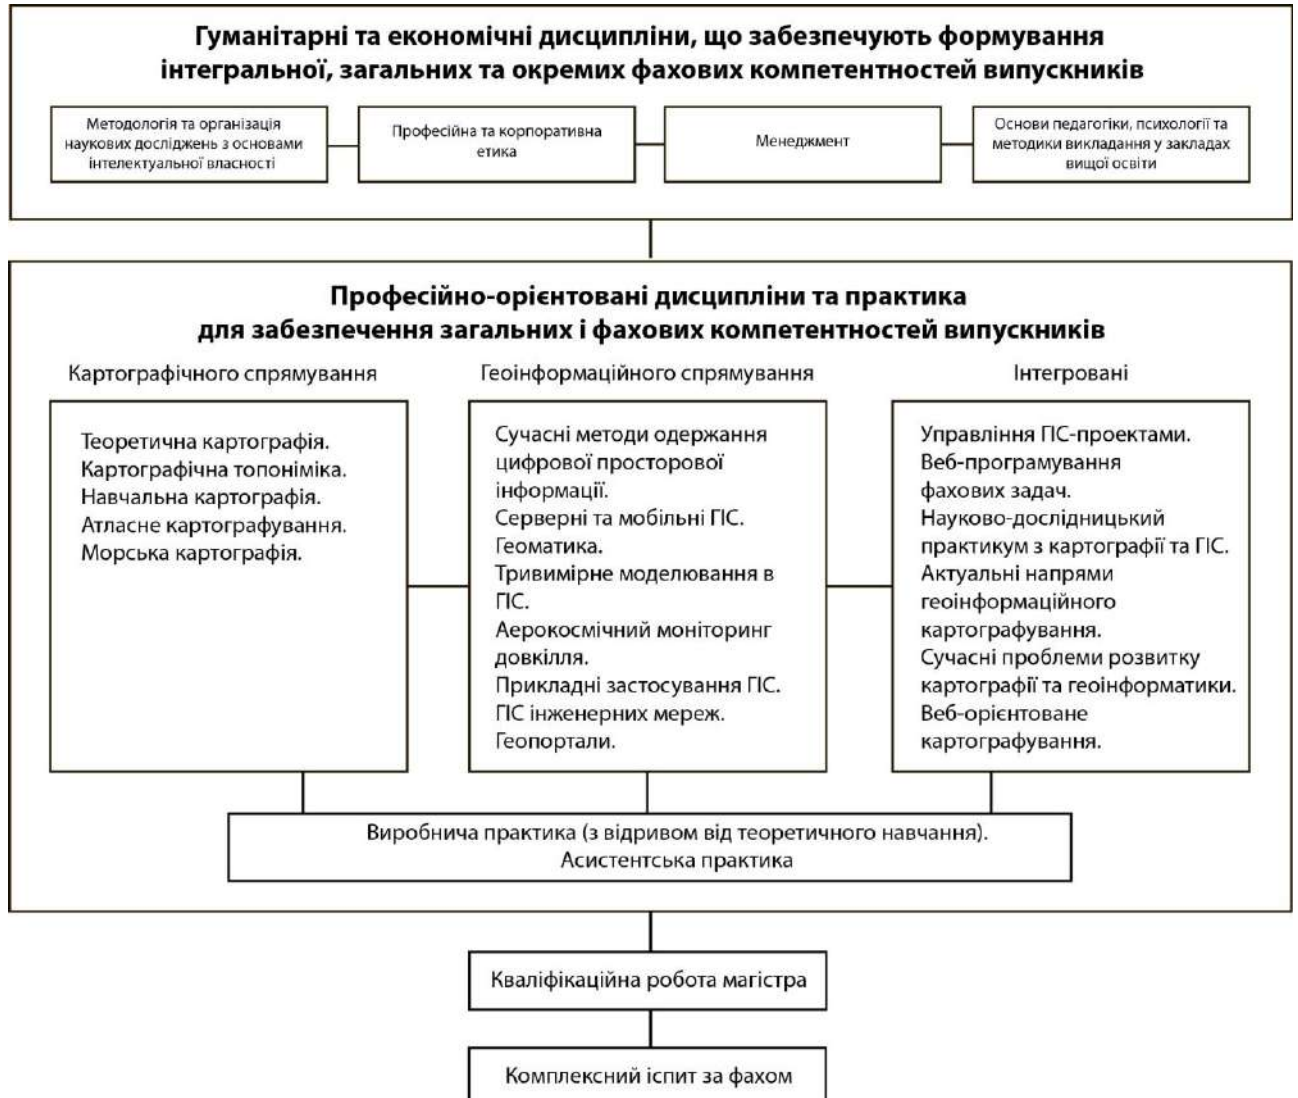 Гуманітарні та економічні дисципліни, що забезпечують формування
інтегральної, загальних та окремих фахових компетентностей випускників
Методологія та організація
наукових досліджень з основами
інтелектуальної власності
Професійна та корпоративна
етика
Менеджмент
Основи педагогіки, психології та
методики викладання у закладах
вищої освіти
Професійно-орієнтовані дисципліни та практика
для забезпечення загальних і фахових компетентностей випускників
Картографічного спрямування
Теоретична картографія.
Картографічна топоніміка.
Навчальна картографія.
Атласне картографування.
Морська картографія.
Геоінформаційного спрямування
Сучасні методи одержання
цифрової просторової
інформації.
Серверні та мобільні ГІС.
Геоматика.
Тривимірне моделювання в
ГІС.
Аерокосмічний моніторинг
довкілля.
Прикладні застосування ГІС.
ГІС інженерних мереж.
Геопортали.
Інтегровані
Управління ГІС-проектами.
Веб-програмування
фахових задач.
Науково-дослідницький
практикум з картографії та ГІС.
Актуальні напрями
геоінформаційного
картографування.
Сучасні проблеми розвитку
картографії та геоінформатики.
Веб-орієнтоване
картографування.
Виробнича практика (з відривом від теоретичного навчання).
Асистентська практика
Кваліфікаційна робота магістра
Комплексний іспит за фахом